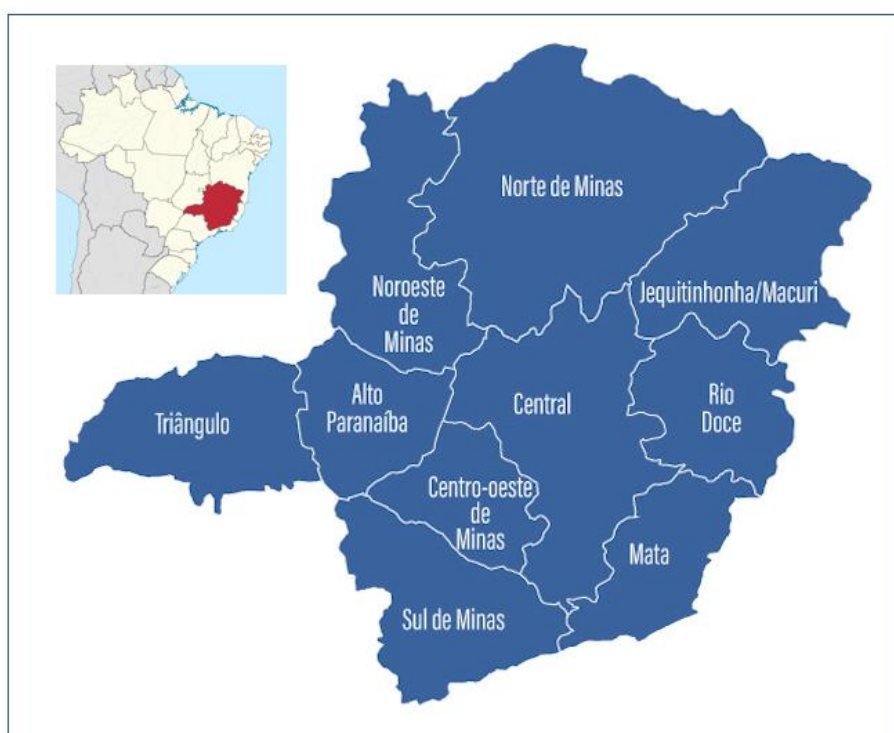 Norte de Minas
Jequitinhonha/Macuri
Noroeste
de
Minas
Alto
Paranaíba
Central
Rio
Doce
Triângulo
Centro-oeste
de
Minas
Mata
Sul de Minas